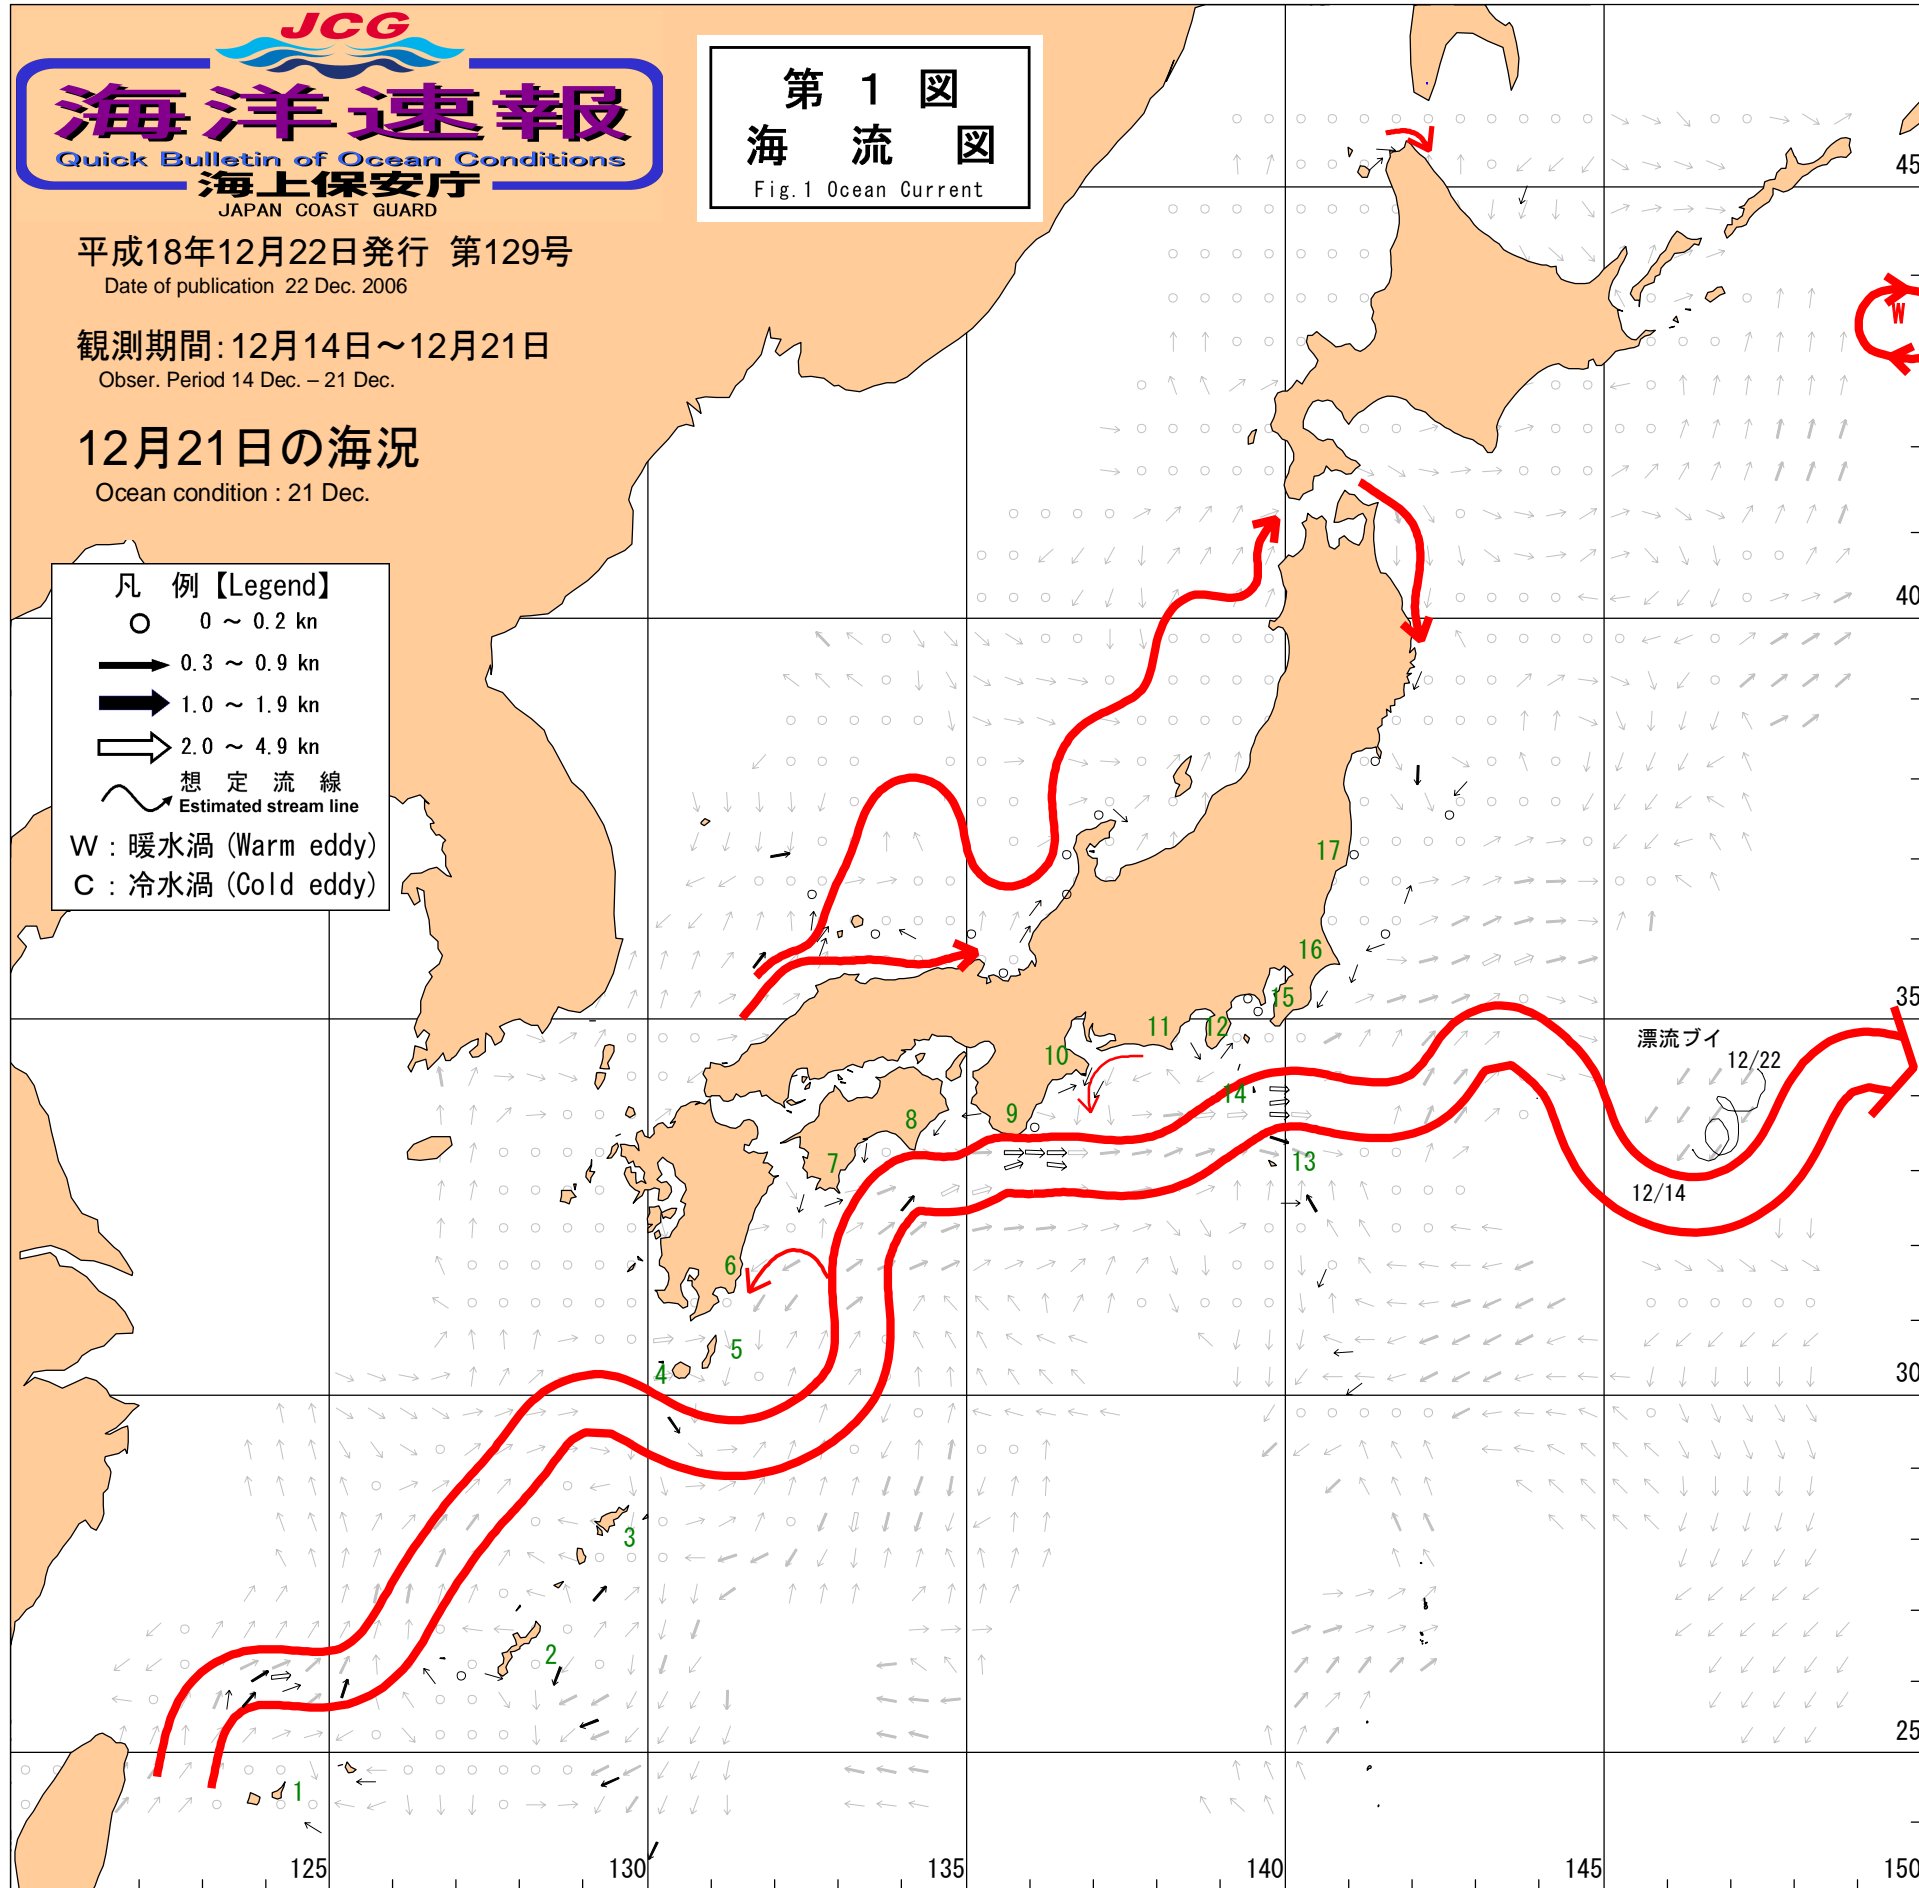 JCG
海洋速報
Quick Bulletin of Ocean Conditions
海上保安庁
JAPAN COAST GUARD
第 1 図
海 流 図
Fig.1 Ocean Current
平成18年12月22日発行 第129号
Date of publication 22 Dec. 2006
観測期間:12月14日~12月21日
Obser. Period 14 Dec. – 21 Dec.
12月21日の海況
Ocean condition : 21 Dec.
凡 例【Legend】
0 ~ 0.2 kn
0.3 ~ 0.9 kn
1.0 ~ 1.9 kn
2.0 ~ 4.9 kn
想 定 流 線
Estimated stream line
W : 暖水渦 (Warm eddy)
C : 冷水渦 (Cold eddy)
45
W
40
17
16
35
15
12
11
10
漂流ブイ
12/22
14
9
8
13
7
12/14
6
5
4
30
3
2
25
1
125
130
135
140
145
150